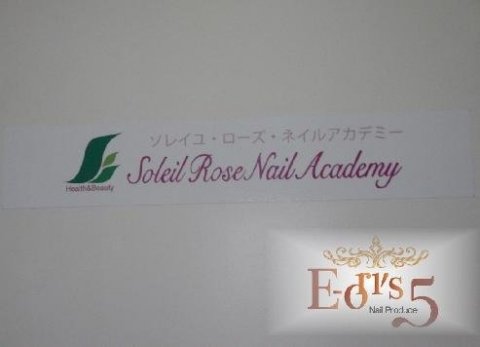 ソレイユ・ローズ・ネイルアカデミー
Soleil Rose Nail Academy
Health&Beauty
E-ori's 5
Nail Produce